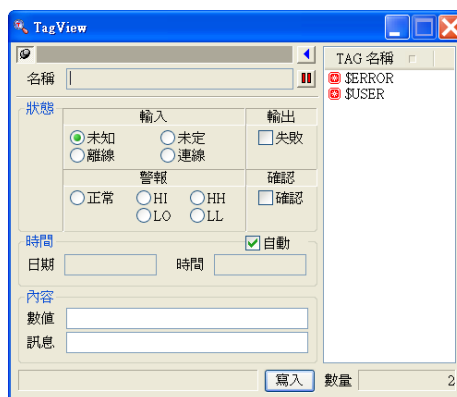 TagView
名稱
狀態
輸入 輸出
未知 未定 失敗
離線 連線
警報 確認
正常 HI HH 確認
LO LL
時間 自動
日期 時間
內容
數值
訊息
寫入
TAG 名稱
$ERROR
$USER
數量 2